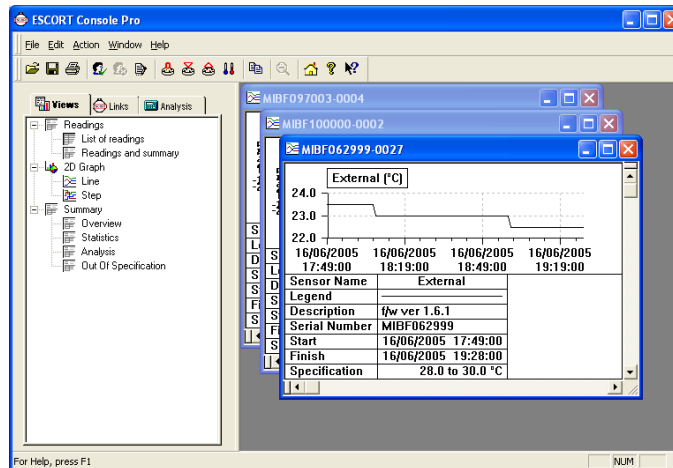 ESCORT Console Pro
File Edit Action Window Help
Views Links Analysis
Readings
List of readings
Readings and summary
2D Graph
Line
Step
Summary
Overview
Statistics
Analysis
Out Of Specification
MIBF097003-0004
MIBF100000-0002
MIBF062999-0027
External (°C)
24.0
23.0
22.0
16/06/2005 16/06/2005 16/06/2005 16/06/2005
17:49:00 18:19:00 18:49:00 19:19:00
Sensor Name External
Legend
Description f/w ver 1.6.1
Serial Number MIBF062999
Start 16/06/2005 17:49:00
Finish 16/06/2005 19:28:00
Specification 28.0 to 30.0 °C
For Help, press F1
NUM